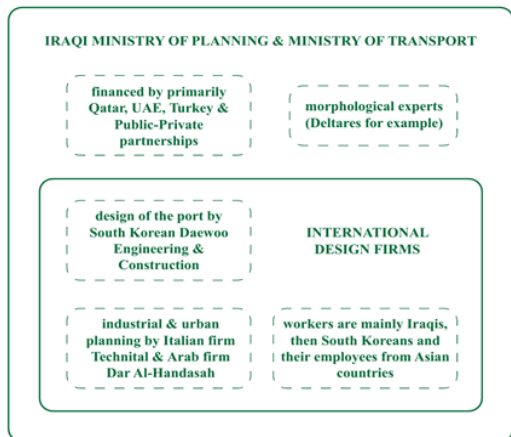 IRAQI MINISTRY OF PLANNING & MINISTRY OF TRANSPORT
financed by primarily
Qatar, UAE, Turkey &
Public-Private
partnerships
morphological experts
(Deltares for example)
design of the port by
South Korean Daewoo
Engineering &
Construction
INTERNATIONAL
DESIGN FIRMS
industrial & urban
planning by Italian firm
Technital & Arab firm
Dar Al-Handasah
workers are mainly Iraqis,
then South Koreans and
their employees from Asian
countries